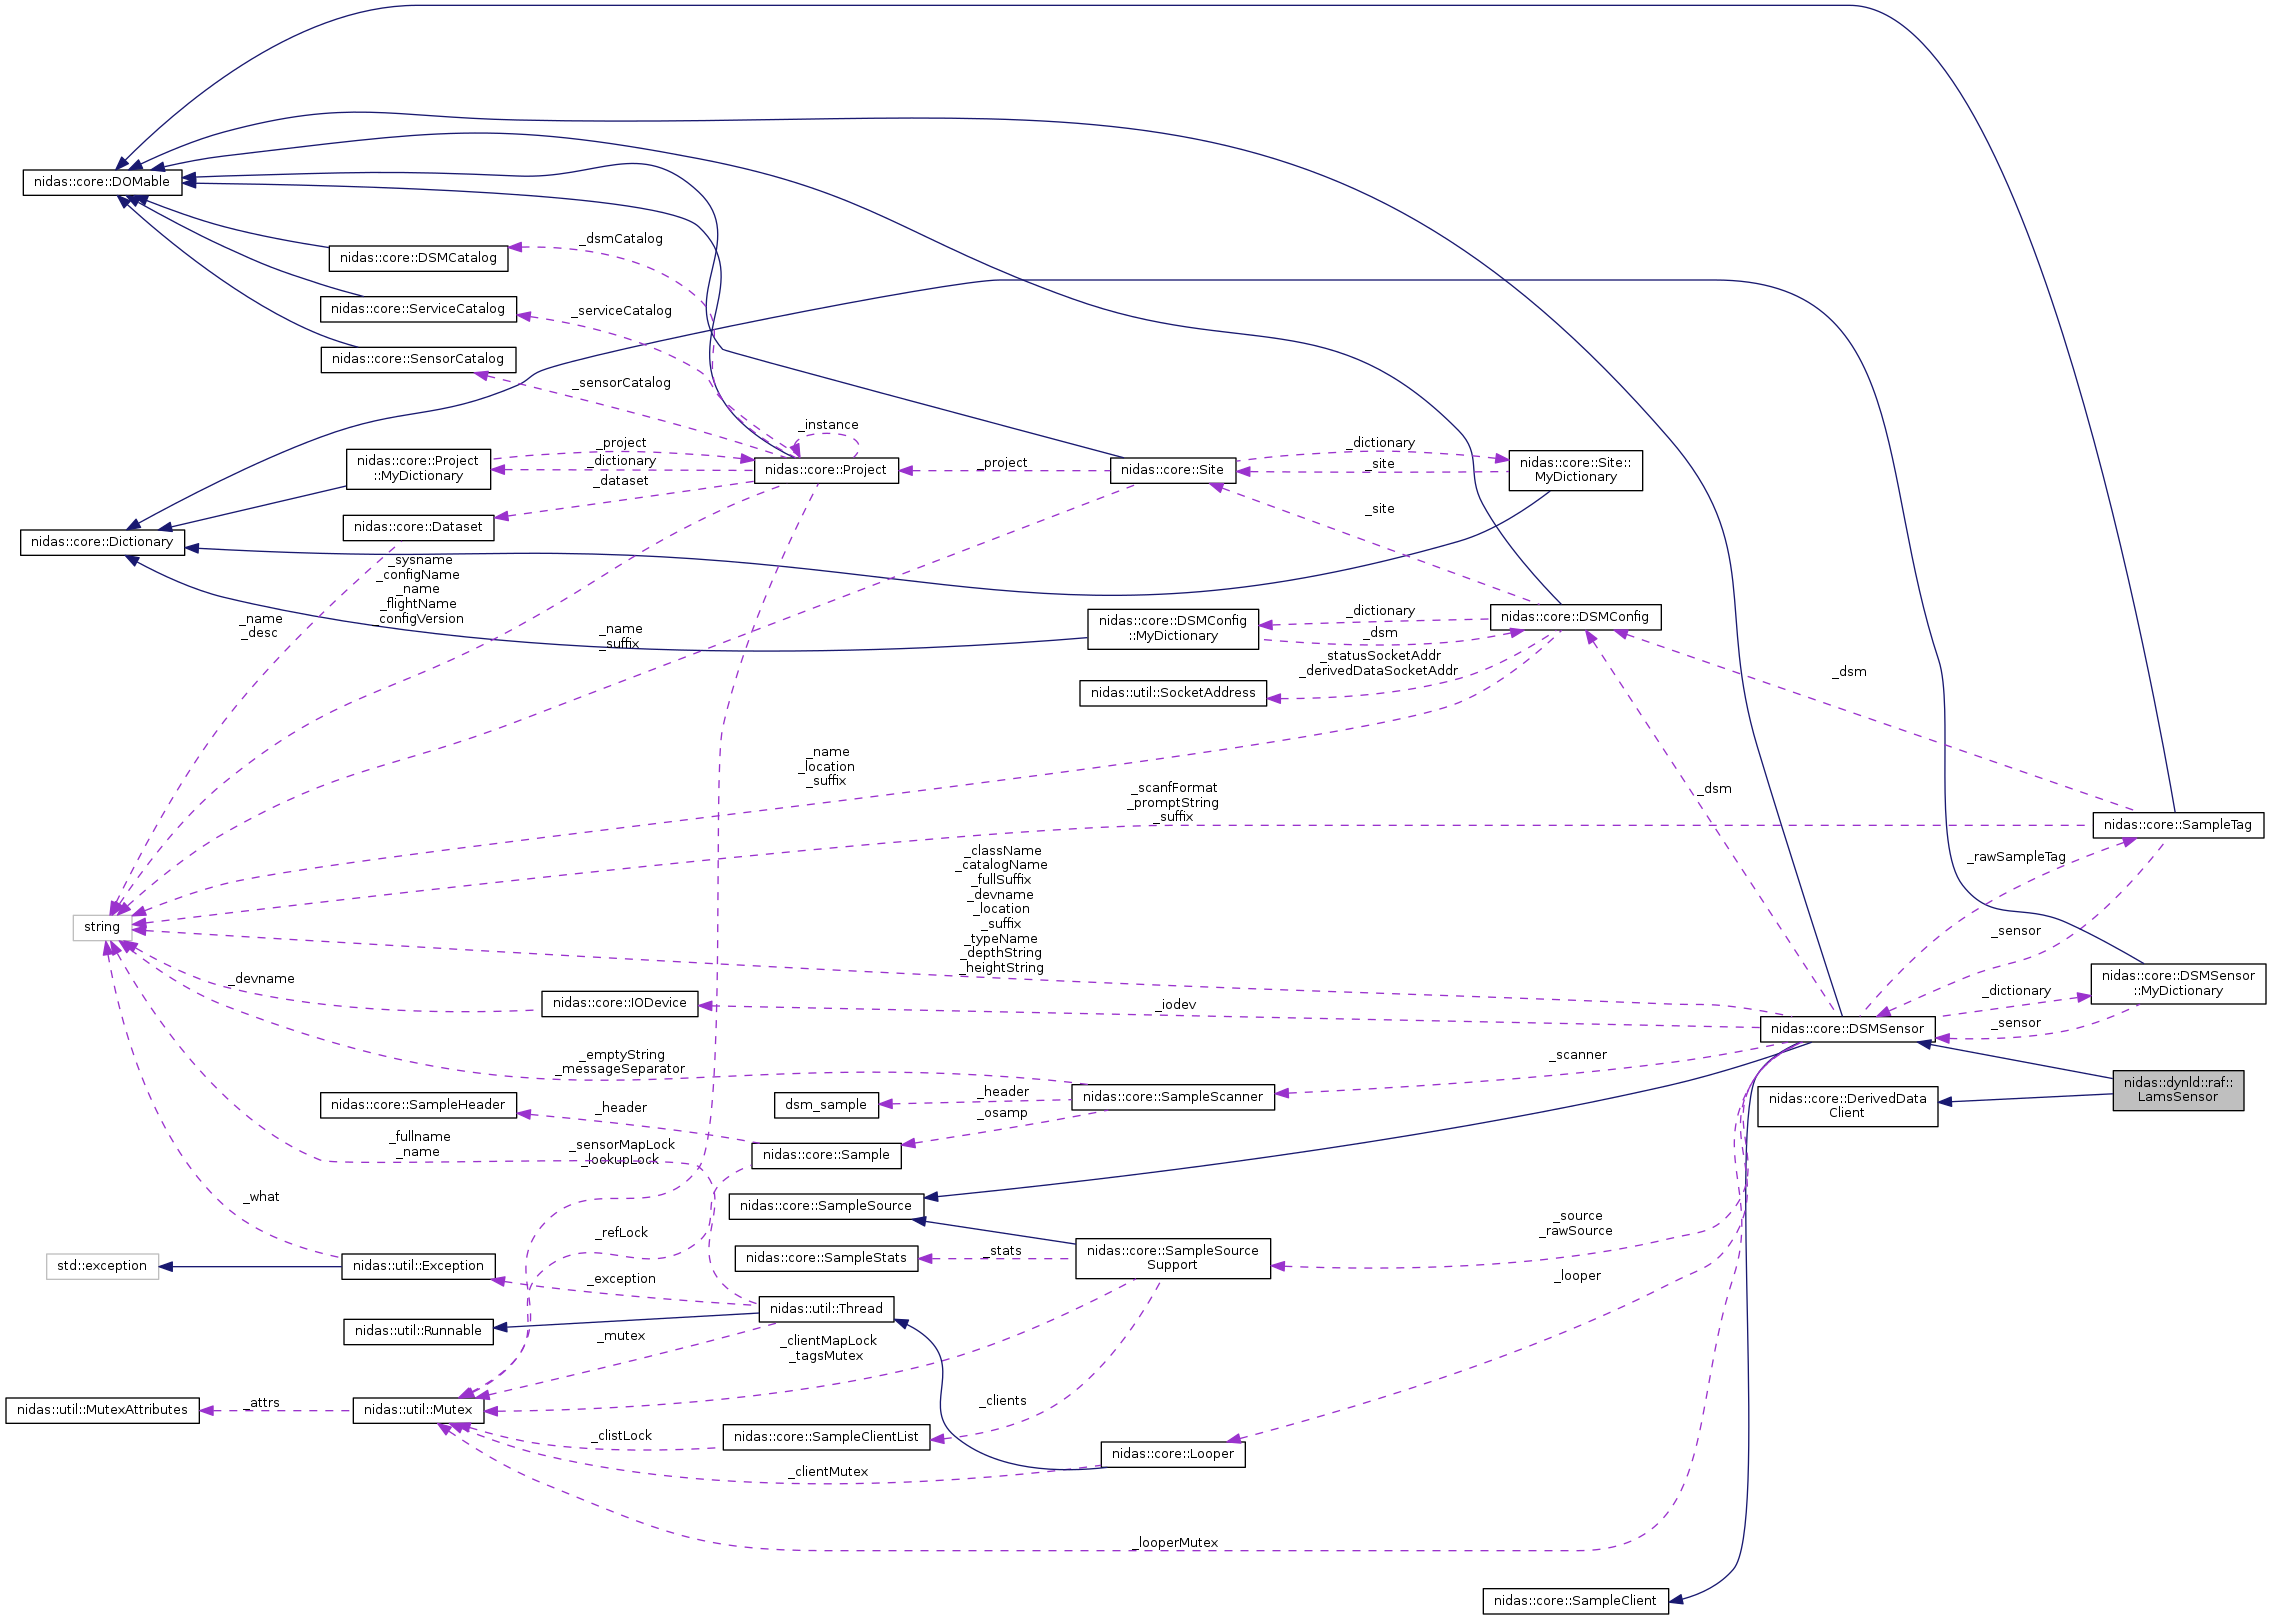 nidas::core::DOMable
_dsmCatalog
nidas::core::DSMCatalog
nidas::core::ServiceCatalog
_serviceCatalog
nidas::core::SensorCatalog
_sensorCatalog
_instance
nidas::core::Project
::MyDictionary
_project
_dictionary
_dataset
nidas::core::Project
_project
nidas::core::Site
_dictionary
_site
nidas::core::Site::
MyDictionary
_site
nidas::core::Dataset
nidas::core::Dictionary
_sysname
_configName
_name
_flightName
_configVersion
_name
_desc
_name
_suffix
nidas::core::DSMConfig
::MyDictionary
_dictionary
_dsm
nidas::core::DSMConfig
_statusSocketAddr
_derivedDataSocketAddr
nidas::util::SocketAddress
_dsm
_name
_location
_suffix
_scanfFormat
_promptString
_suffix
_dsm
nidas::core::SampleTag
_className
_catalogName
_fullSuffix
_devname
_location
_suffix
_typeName
_depthString
_heightString
_rawSampleTag
string
_sensor
_devname
nidas::core::IODevice
_iodev
nidas::core::DSMSensor
_dictionary
_sensor
nidas::core::DSMSensor
::MyDictionary
_emptyString
_messageSeparator
_scanner
nidas::core::SampleHeader
_header
dsm_sample
_header
_osamp
nidas::core::SampleScanner
nidas::core::DerivedData
Client
nidas::dynld::raf::
LamsSensor
_fullname
_name
_sensorMapLock
_lookupLock
nidas::core::Sample
_what
nidas::core::SampleSource
_refLock
_source
_rawSource
std::exception
nidas::util::Exception
nidas::core::SampleStats
_stats
nidas::core::SampleSource
Support
_exception
_looper
nidas::util::Runnable
nidas::util::Thread
_mutex
_clientMapLock
_tagsMutex
nidas::util::MutexAttributes
_attrs
nidas::util::Mutex
_clients
_clistLock
nidas::core::SampleClientList
_clientMutex
nidas::core::Looper
_looperMutex
nidas::core::SampleClient